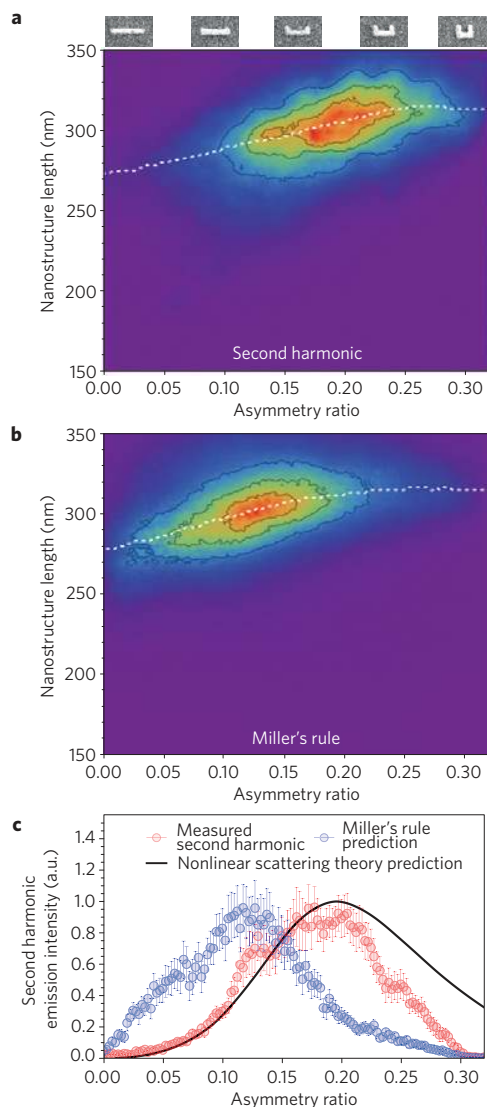 a
350
300
250
200
150
Nanostructure length (nm)
Second harmonic
0.00 0.05 0.10 0.15 0.20 0.25 0.30
Asymmetry ratio
b
350
300
250
200
150
Nanostructure length (nm)
Miller's rule
0.00 0.05 0.10 0.15 0.20 0.25 0.30
Asymmetry ratio
c
Measured
second harmonic
Miller's rule
prediction
Nonlinear scattering theory prediction
1.4
1.2
1.0
0.8
0.6
0.4
0.2
0.0
Second harmonic
emission intensity (a.u.)
0.00 0.05 0.10 0.15 0.20 0.25 0.30
Asymmetry ratio